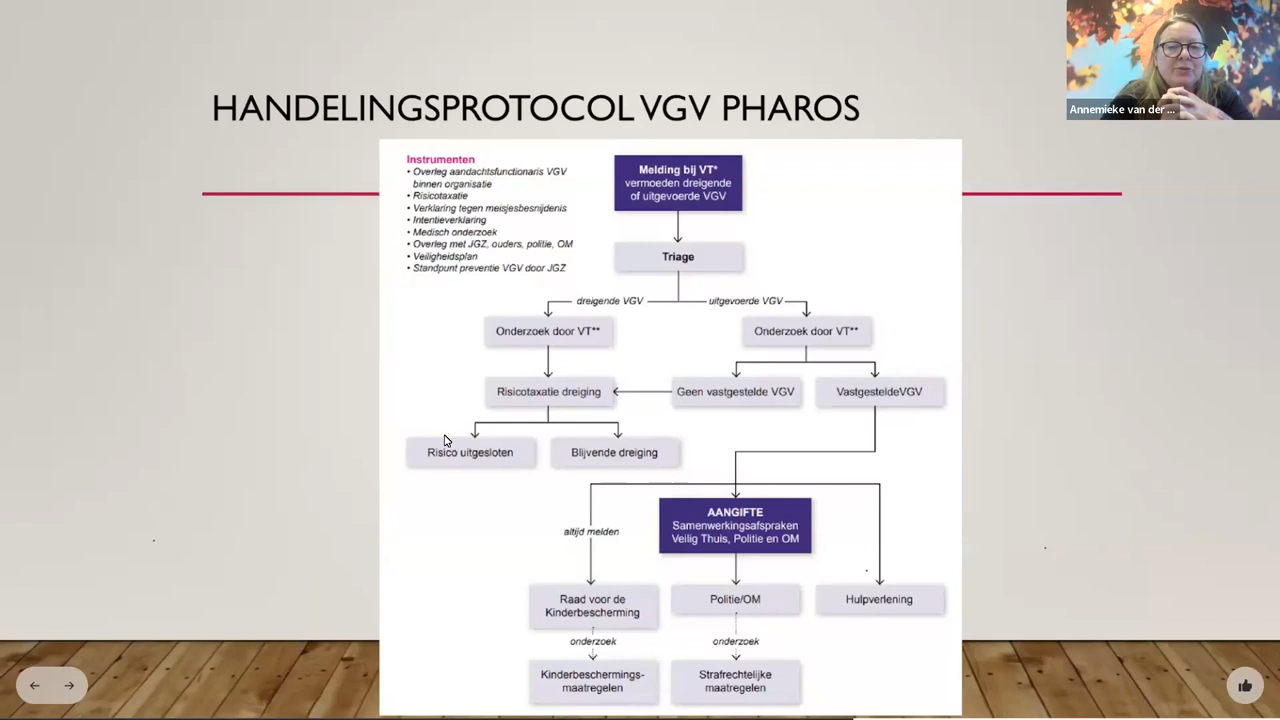 HANDELINGSPROTOCOL VGV PHAROS
Annemieke van der ...
Instrumenten
• Overleg aandachtsfunctionaris VGV
binnen organisatie
• Risicotaxatie
• Verklaring tegen meisjesbesnijdenis
• Intentieverklaring
• Medisch onderzoek
• Overleg met JGZ, ouders, politie, OM
• Veiligheidsplan
• Standpunt preventie VGV door JGZ
Melding bij VT*
vermoeden dreigende
of uitgevoerde VGV
Triage
dreigende VGV
uitgevoerde VGV
Onderzoek door VT**
Onderzoek door VT**
Risicotaxatie dreiging
Geen vastgestelde VGV
VastgesteldeVGV
Risico uitgesloten
Blijvende dreiging
AANGIFTE
Samenwerkingsafspraken
Veilig Thuis, Politie en OM
altijd melden
Raad voor de
Kinderbescherming
Politie/OM
Hulpverlening
onderzoek
onderzoek
Kinderbeschermings-
maatregelen
Strafrechtelijke
maatregelen